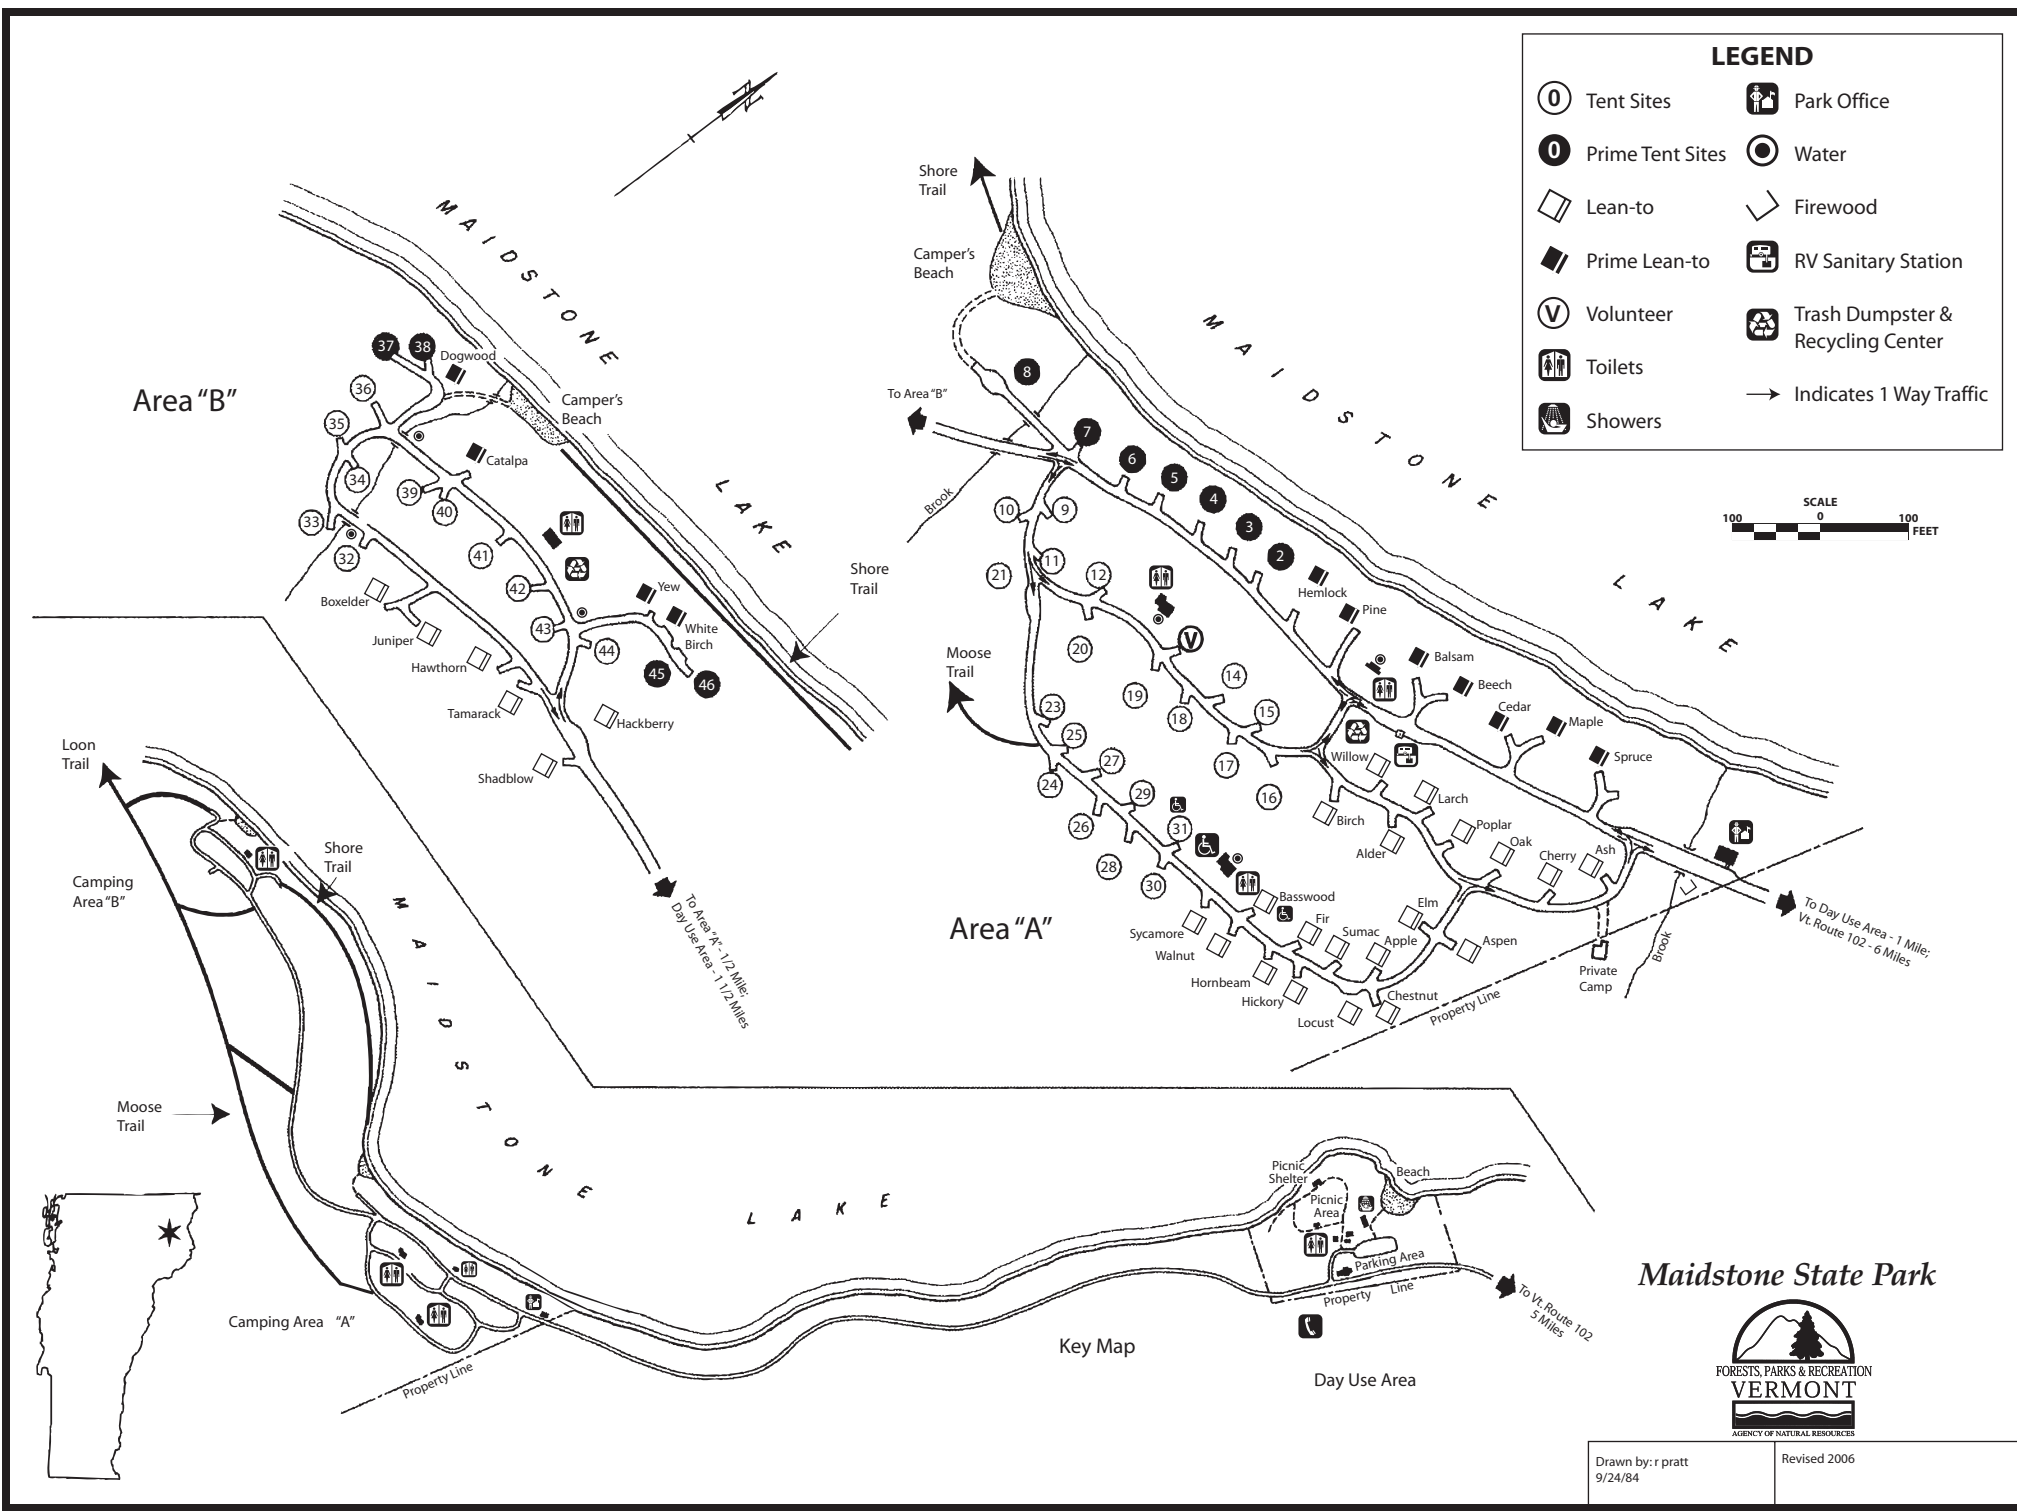 LEGEND
0 Tent Sites
0 Prime Tent Sites
Lean-to
Prime Lean-to
V Volunteer
Toilets
Showers
Park Office
Water
Firewood
RV Sanitary Station
Trash Dumpster &
Recycling Center
Indicates 1 Way Traffic
SCALE
100 0 100
FEET
N
MAIDSTONE
LAKE
Area "B"
37
38
Dogwood
36
35
34
33
32
39
40
41
42
43
44
45
46
Camper's
Beach
Catalpa
Yew
White
Birch
Boxelder
Juniper
Hawthorn
Tamarack
Hackberry
Shadblow
Shore
Trail
To Area "A" - 1/2 Mile;
Day Use Area - 1 1/2 Miles
Shore
Trail
Camper's
Beach
To Area "B"
Brook
MAIDSTONE
LAKE
8
7
6
5
4
3
2
10
9
11
12
21
20
V
14
19
18
15
17
16
23
25
24
27
26
29
31
28
30
Moose
Trail
Area "A"
Hemlock
Pine
Balsam
Beech
Cedar
Maple
Spruce
Willow
Larch
Birch
Poplar
Alder
Oak
Cherry
Ash
Basswood
Elm
Fir
Sumac
Apple
Aspen
Sycamore
Walnut
Hornbeam
Hickory
Locust
Chestnut
Private
Camp
Brook
Property Line
To Day Use Area - 1 Mile;
Vt. Route 102 - 6 Miles
Loon
Trail
Shore
Trail
Camping
Area "B"
Moose
Trail
MAIDSTONE
LAKE
Camping Area "A"
Property Line
Key Map
Picnic
Shelter
Beach
Picnic
Area
Parking Area
Property Line
Day Use Area
To Vt. Route 102
5 Miles
Maidstone State Park
FORESTS, PARKS & RECREATION
VERMONT
AGENCY OF NATURAL RESOURCES
Drawn by: r pratt
9/24/84
Revised 2006